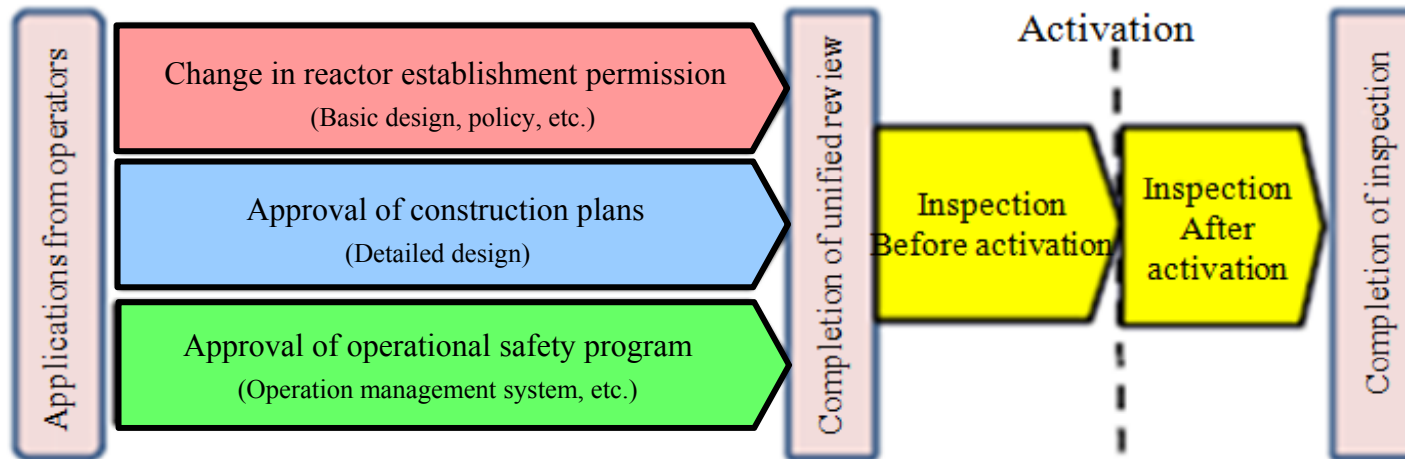 Applications from operators
Change in reactor establishment permission
(Basic design, policy, etc.)
Approval of construction plans
(Detailed design)
Approval of operational safety program
(Operation management system, etc.)
Completion of unified review
Activation
Inspection
Before activation
Inspection
After
activation
Completion of inspection